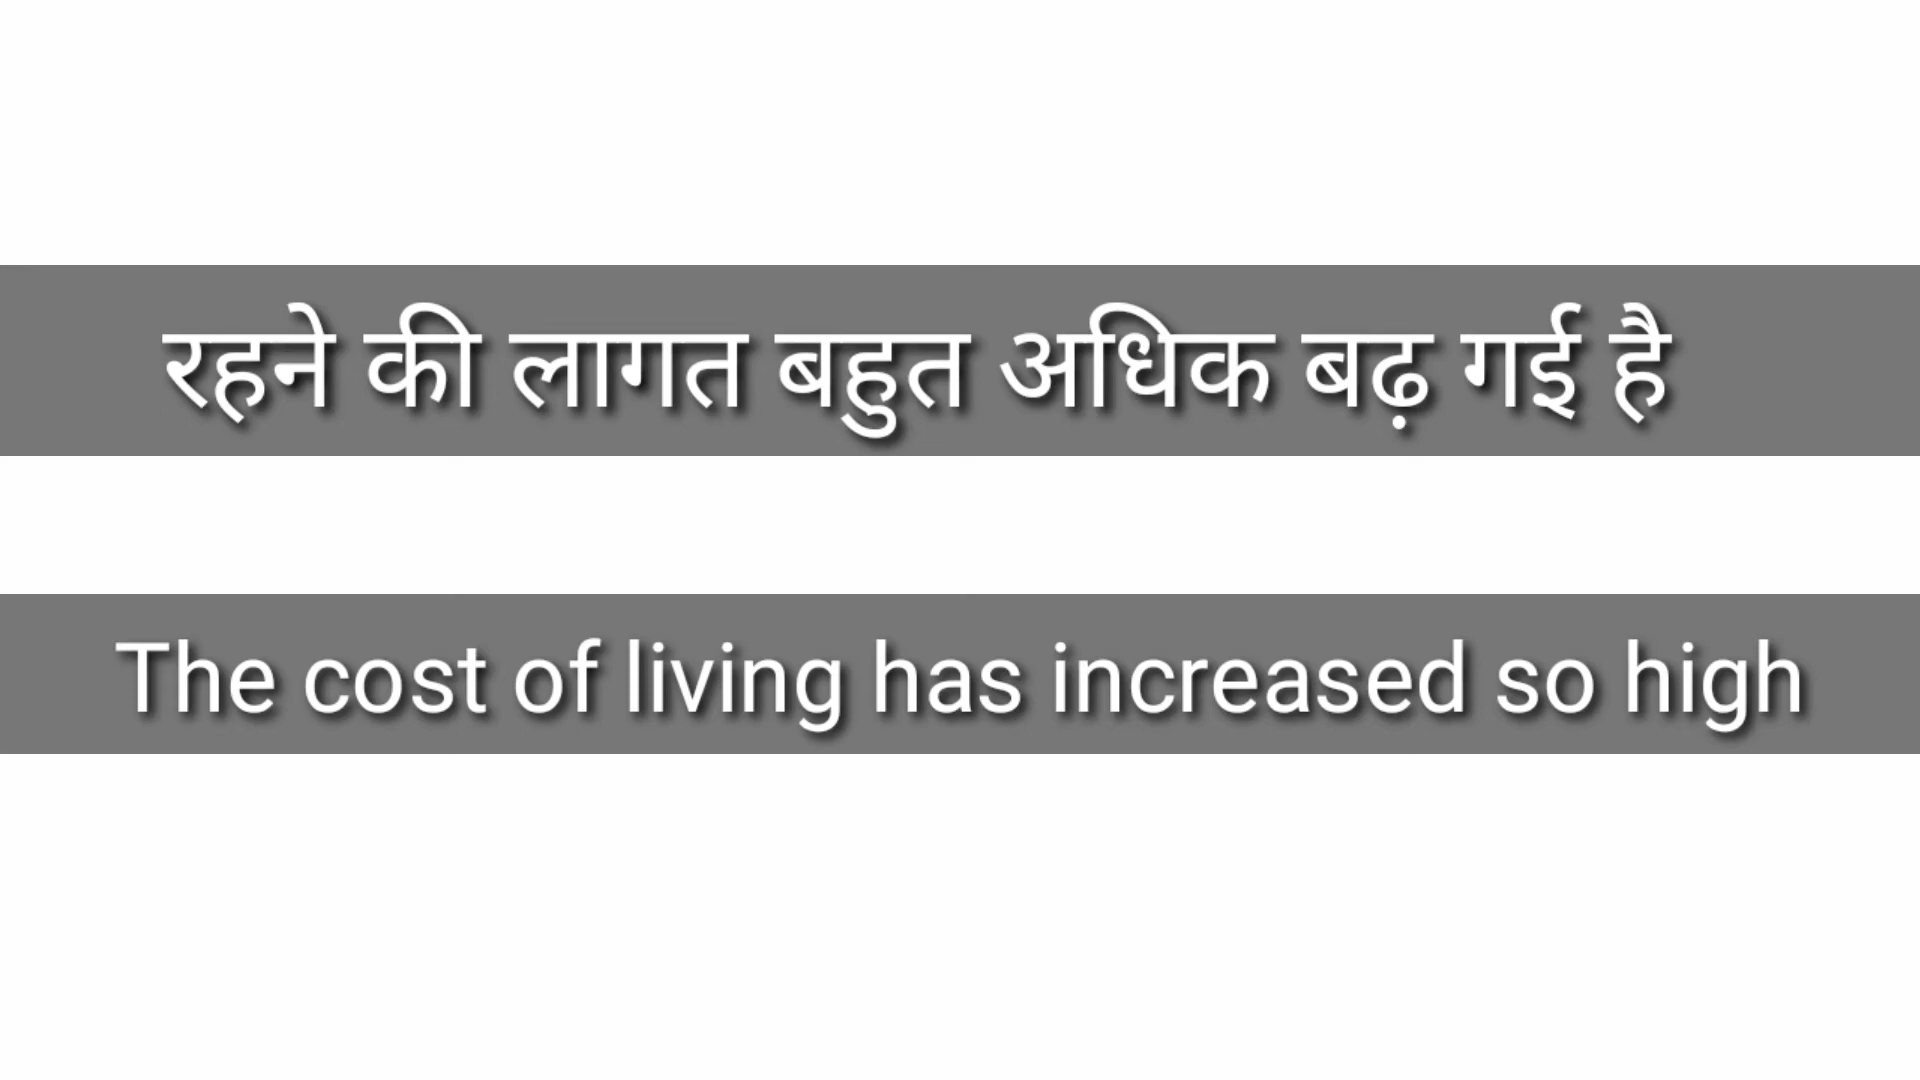 रहने की लागत बहुत अधिक बढ़ गई है
The cost of living has increased so high